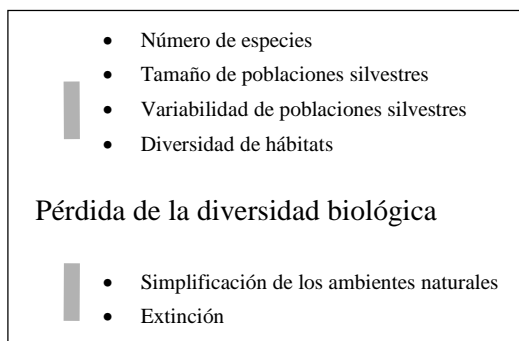 • Número de especies
• Tamaño de poblaciones silvestres
• Variabilidad de poblaciones silvestres
• Diversidad de hábitats
Pérdida de la diversidad biológica
• Simplificación de los ambientes naturales
• Extinción